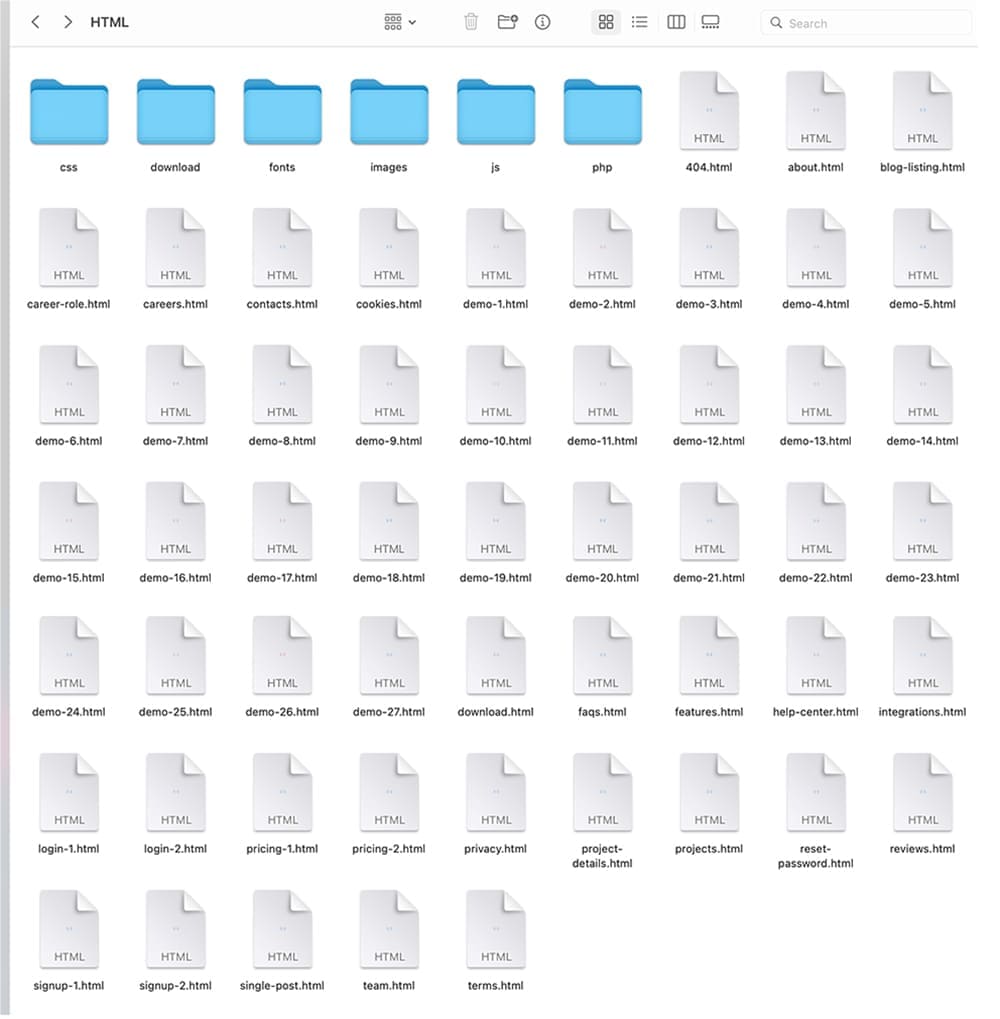 HTML
Search
css download fonts images js php 404.html about.html blog-listing.html
HTML HTML HTML
career-role.html careers.html contacts.html cookies.html demo-1.html demo-2.html demo-3.html demo-4.html demo-5.html
HTML HTML HTML HTML HTML HTML HTML HTML HTML
demo-6.html demo-7.html demo-8.html demo-9.html demo-10.html demo-11.html demo-12.html demo-13.html demo-14.html
HTML HTML HTML HTML HTML HTML HTML HTML HTML
demo-15.html demo-16.html demo-17.html demo-18.html demo-19.html demo-20.html demo-21.html demo-22.html demo-23.html
HTML HTML HTML HTML HTML HTML HTML HTML HTML
demo-24.html demo-25.html demo-26.html demo-27.html download.html faqs.html features.html help-center.html integrations.html
HTML HTML HTML HTML HTML HTML HTML HTML HTML
login-1.html login-2.html pricing-1.html pricing-2.html privacy.html project-details.html projects.html reset-password.html reviews.html
HTML HTML HTML HTML HTML HTML HTML HTML HTML
signup-1.html signup-2.html single-post.html team.html terms.html
HTML HTML HTML HTML HTML